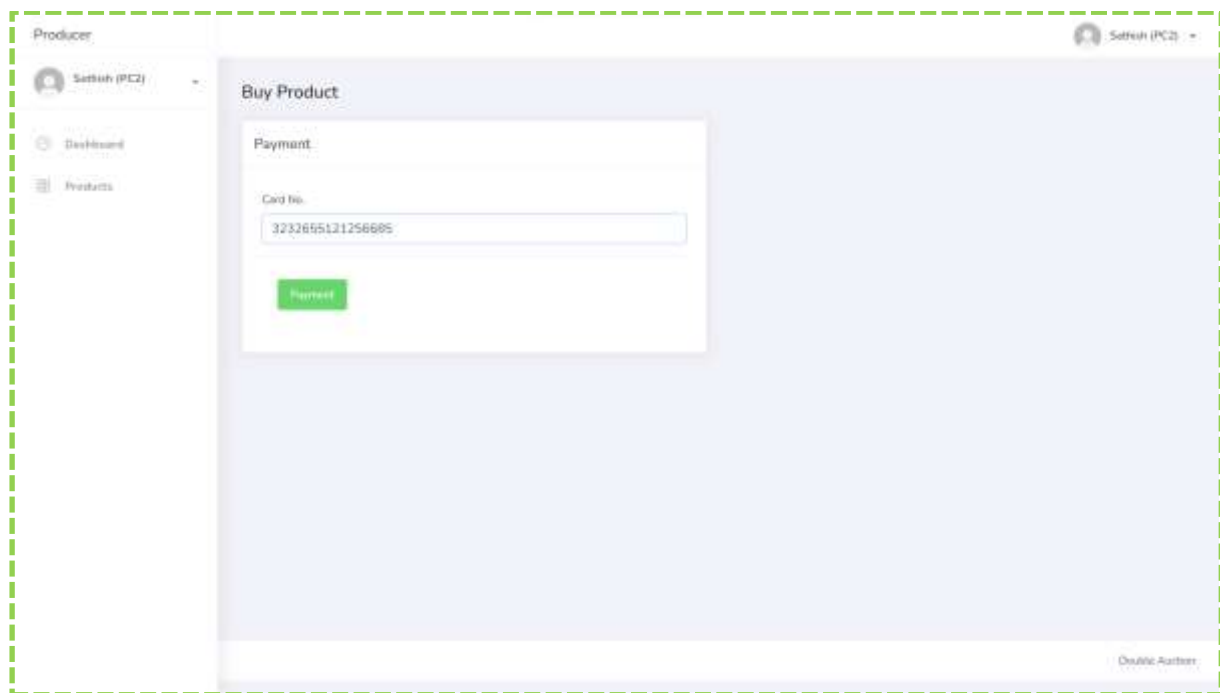 Producer
Sathish (PC2)
Sathish (PC2)
Dashboard
Products
Buy Product
Payment
Card No.
3232655121256685
Payment
Double Auction